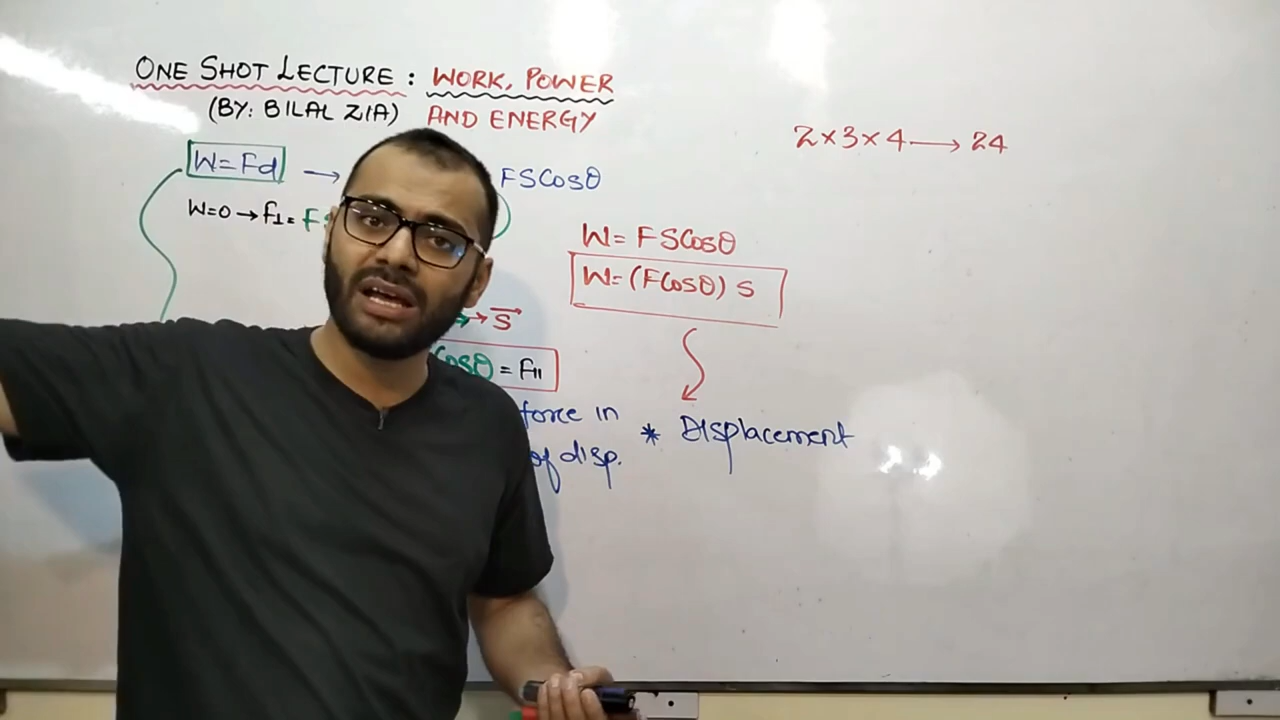 ONE SHOT LECTURE: WORK, POWER
(BY: BILAL ZIA) AND ENERGY
2×3×4 → 24
W=Fd → FSCosθ
W=0→f⊥=
W= FSCosθ
W=(FCosθ) S
→ S⃗
Cosθ = F||
force in
* Displacement
of disp.